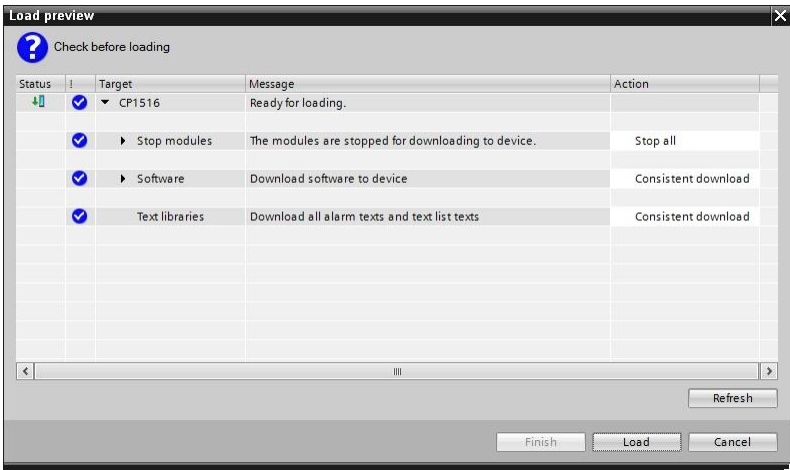 Load preview
Check before loading
Status ! Target Message Action
CP1516 Ready for loading.
Stop modules The modules are stopped for downloading to device. Stop all
Software Download software to device Consistent download
Text libraries Download all alarm texts and text list texts Consistent download
Refresh
Finish Load Cancel